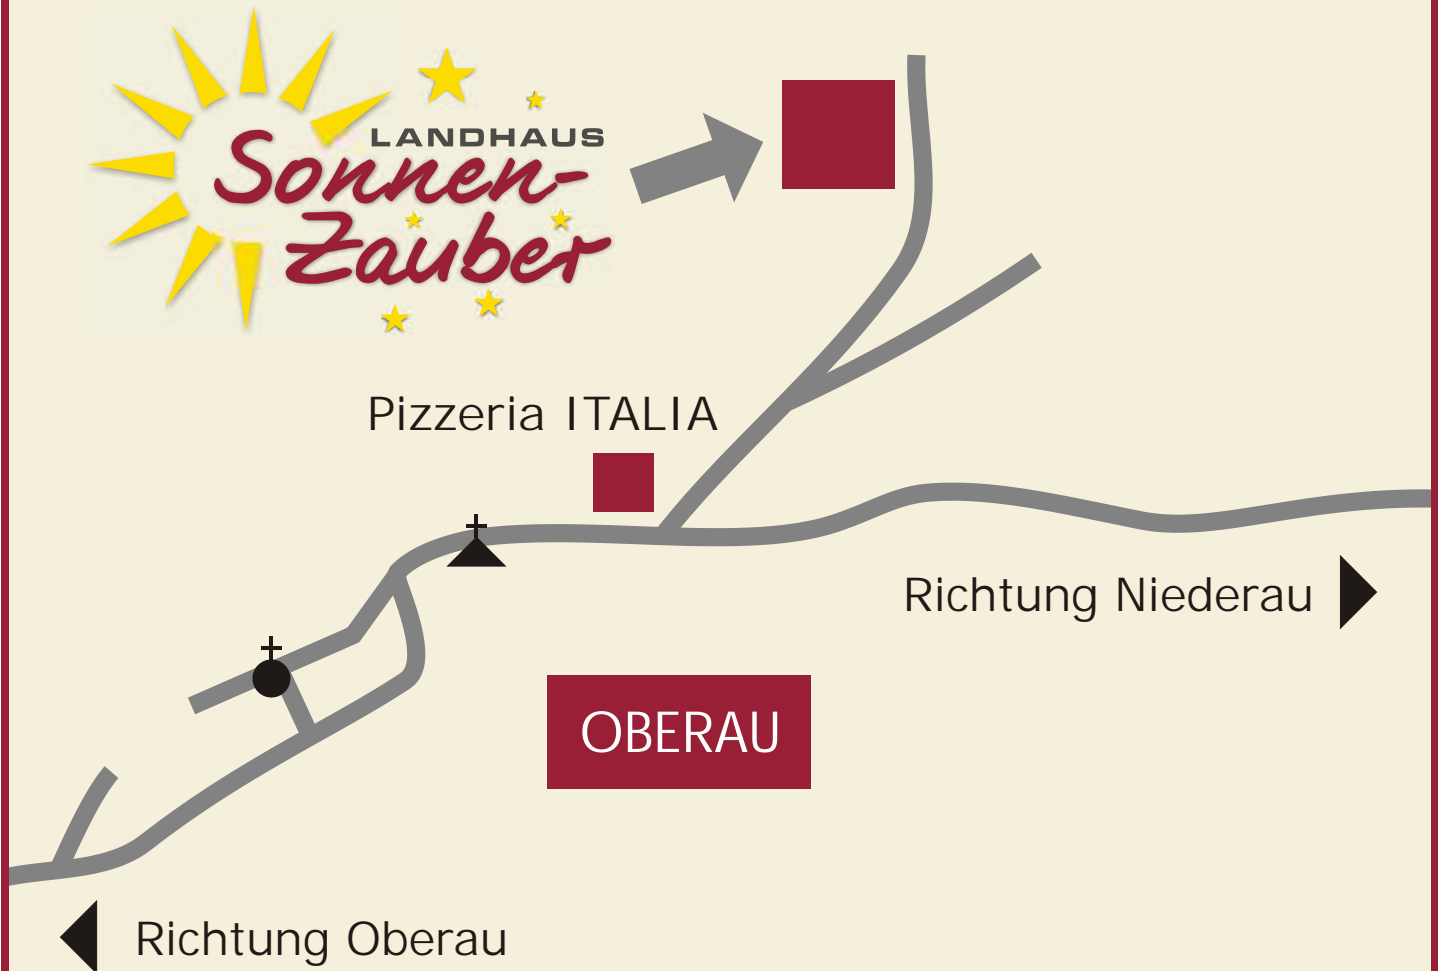 LANDHAUS
Sonnen-
Zauber
Pizzeria ITALIA
Richtung Niederau
OBERAU
Richtung Oberau